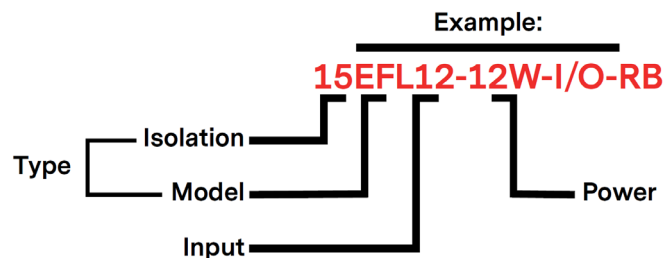 Example:
15EFL12-12W-I/O-RB
Isolation
Type
Model
Power
Input